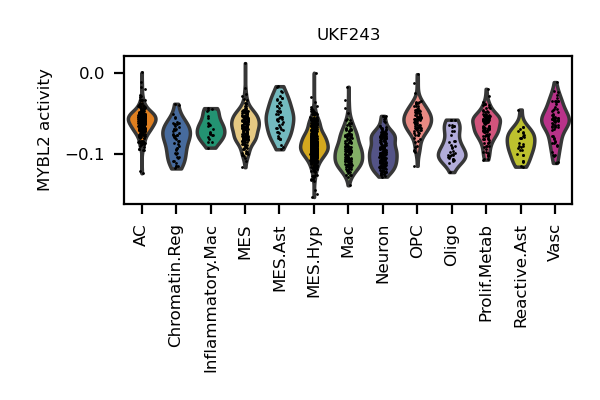 UKF243
MYBL2 activity
0.0
−0.1
AC
Chromatin.Reg
Inflammatory.Mac
MES
MES.Ast
MES.Hyp
Mac
Neuron
OPC
Oligo
Prolif.Metab
Reactive.Ast
Vasc